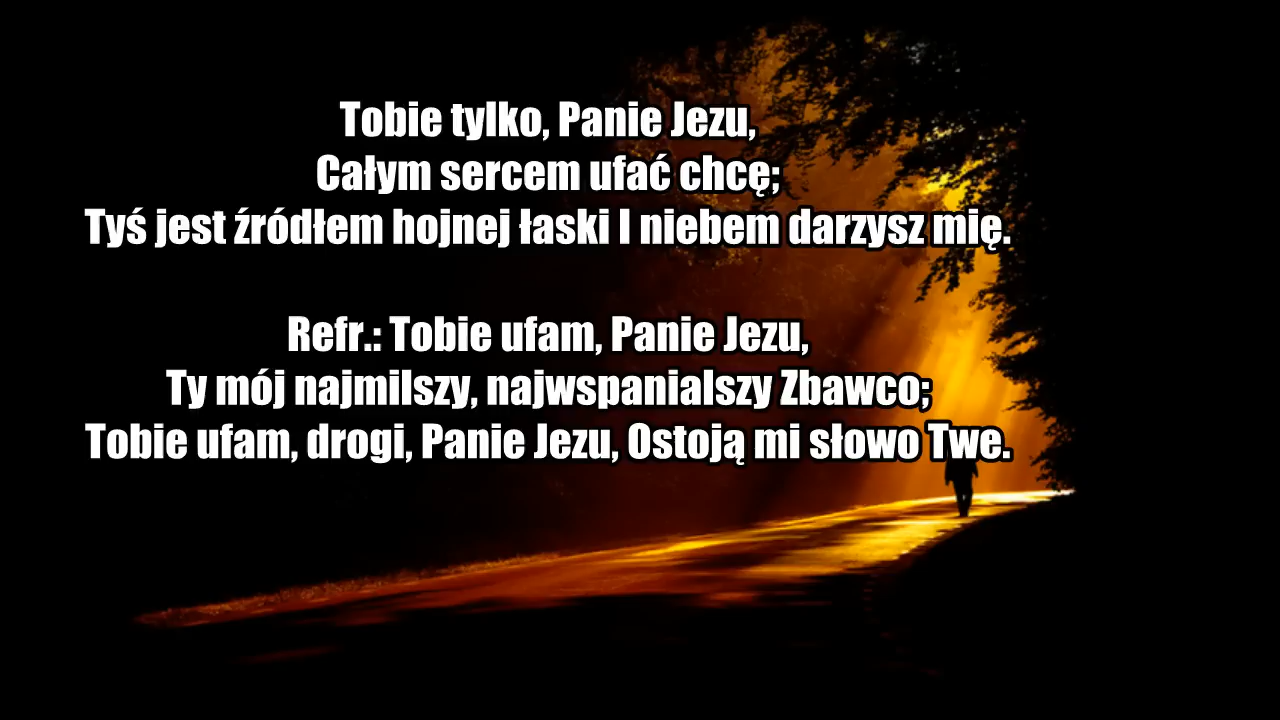 Tobie tylko, Panie Jezu,
Całym sercem ufać chcę;
Tyś jest źródłem hojnej łaski I niebem darzysz mię.
Refr.: Tobie ufam, Panie Jezu,
Ty mój najmilszy, najwspanialszy Zbawco;
Tobie ufam, drogi, Panie Jezu, Ostoją mi słowo Twe.